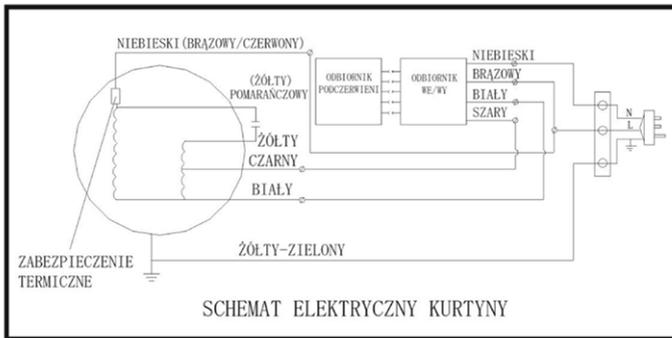 NIEBIESKI(BRĄZOWY/CZERWONY)
(ŻÓŁTY)
POMARAŃCZOWY
ŻÓŁTY
CZARNY
BIAŁY
ŻÓŁTY-ZIELONY
ZABEZPIECZENIE
TERMICZNE
ODBIORNIK
PODCZERWIENI
ODBIORNIK
WE/WY
NIEBIESKI
BRĄZOWY
BIAŁY
SZARY
N
L
SCHEMAT ELEKTRYCZNY KURTYNY